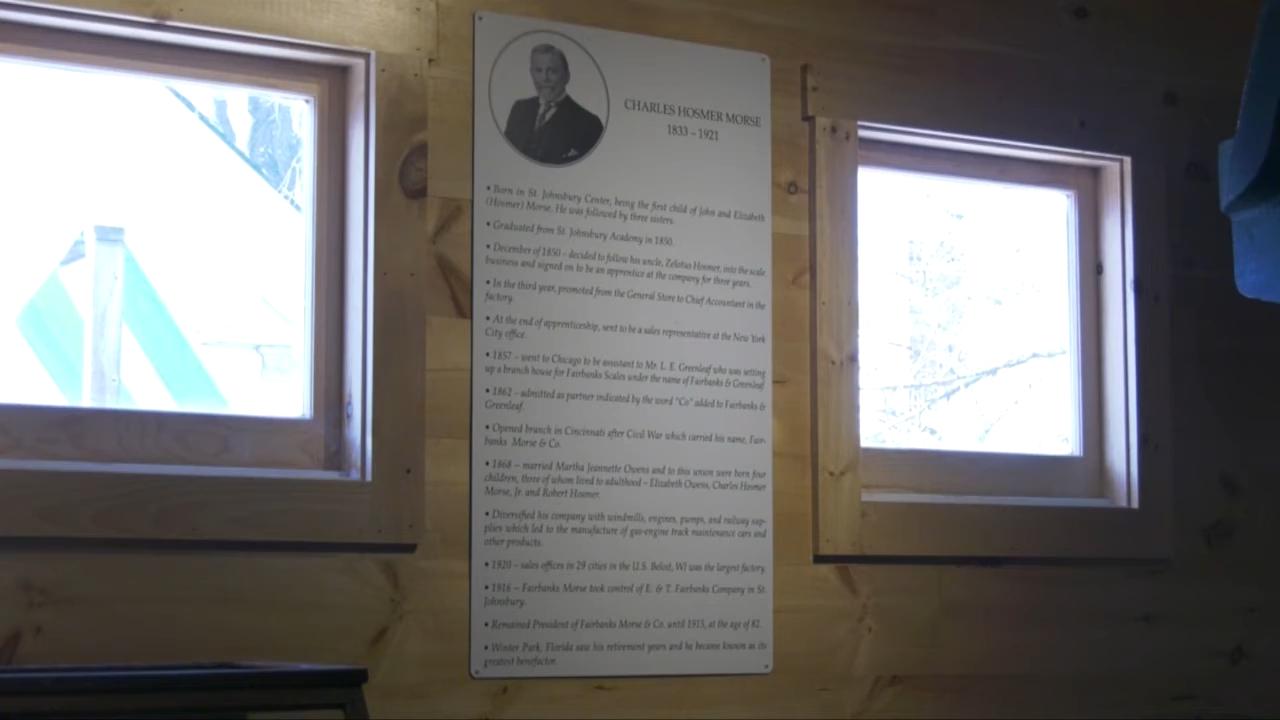 CHARLES HOSMER MORSE
1833 – 1921
• Born in St. Johnsbury Center, being the first child of John and Elizabeth
(Hosmer) Morse. He was followed by three sisters.
• Graduated from St. Johnsbury Academy in 1850.
• December of 1850 – decided to follow his uncle, Zelotus Hosmer, into the scale
business and signed on to be an apprentice at the company for three years.
• In the third year, promoted from the General Store to Chief Accountant in the
factory.
• At the end of apprenticeship, sent to be a sales representative at the New York
City office.
• 1857 – went to Chicago to be assistant to Mr. L. E. Greenleaf who was setting
up a branch house for Fairbanks Scales under the name of Fairbanks & Greenleaf
• 1862 – admitted as partner indicated by the word "Co" added to Fairbanks &
Greenleaf.
• Opened branch in Cincinnati after Civil War which carried his name, Fair-
banks Morse & Co.
• 1868 – married Martha Jeannette Owens and to this union were born four
children, three of whom lived to adulthood – Elizabeth Owens, Charles Hosmer
Morse, Jr. and Robert Hosmer.
• Diversified his company with windmills, engines, pumps, and railway sup-
plies which led to the manufacture of gas-engine track maintenance cars and
other products.
• 1920 – sales offices in 29 cities in the U.S. Beloit, WI was the largest factory.
• 1916 – Fairbanks Morse took control of E. & T. Fairbanks Company in St.
Johnsbury.
• Remained President of Fairbanks Morse & Co. until 1915, at the age of 82.
• Winter Park, Florida saw his retirement years and he became known as its
greatest benefactor.